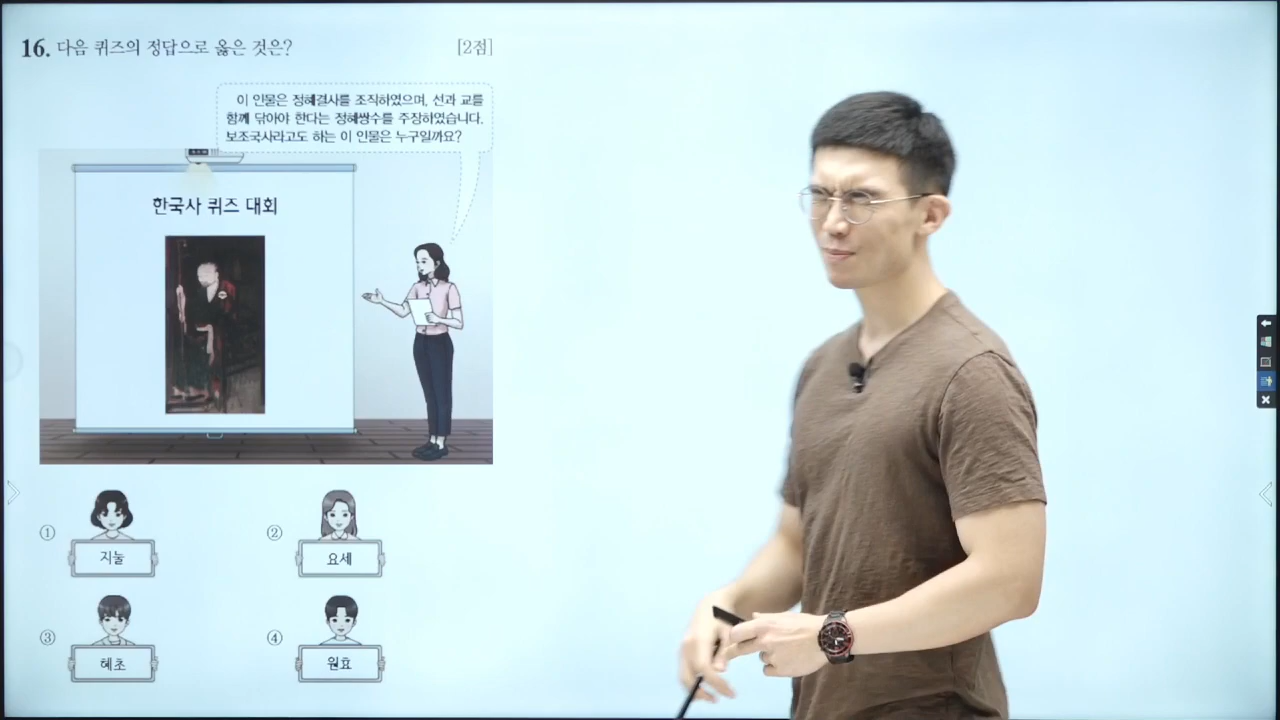 16. 다음 퀴즈의 정답으로 옳은 것은? [2점]
이 인물은 정혜결사를 조직하였으며, 선과 교를
함께 닦아야 한다는 정혜쌍수를 주장하였습니다.
보조국사라고도 하는 이 인물은 누구일까요?
한국사 퀴즈 대회
① 지눌
② 요세
③ 혜초
④ 원효